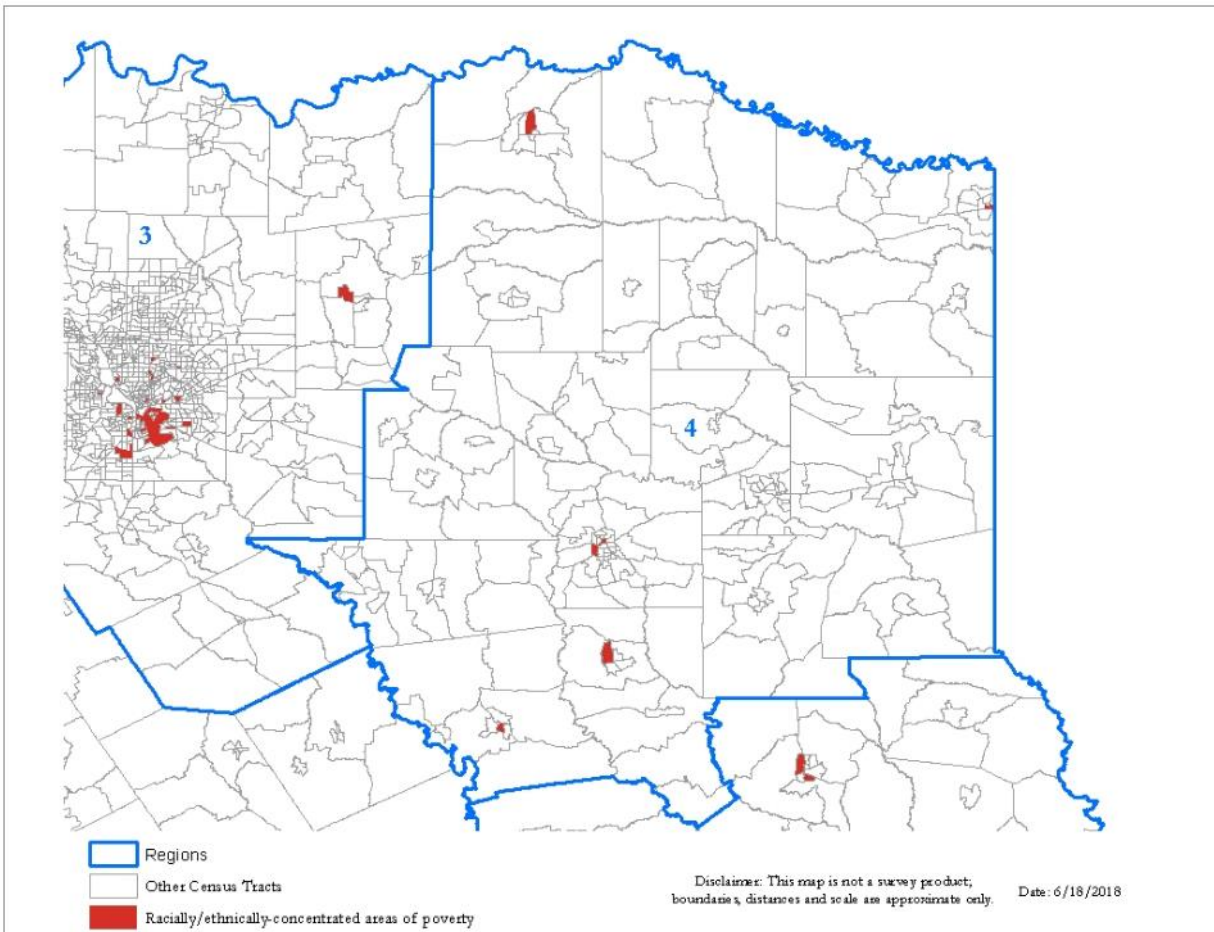 3
4
Regions
Other Census Tracts
Racially/ethnically-concentrated areas of poverty
Disclaimer: This map is not a survey product;
boundaries, distances and scale are approximate only.
Date: 6/18/2018